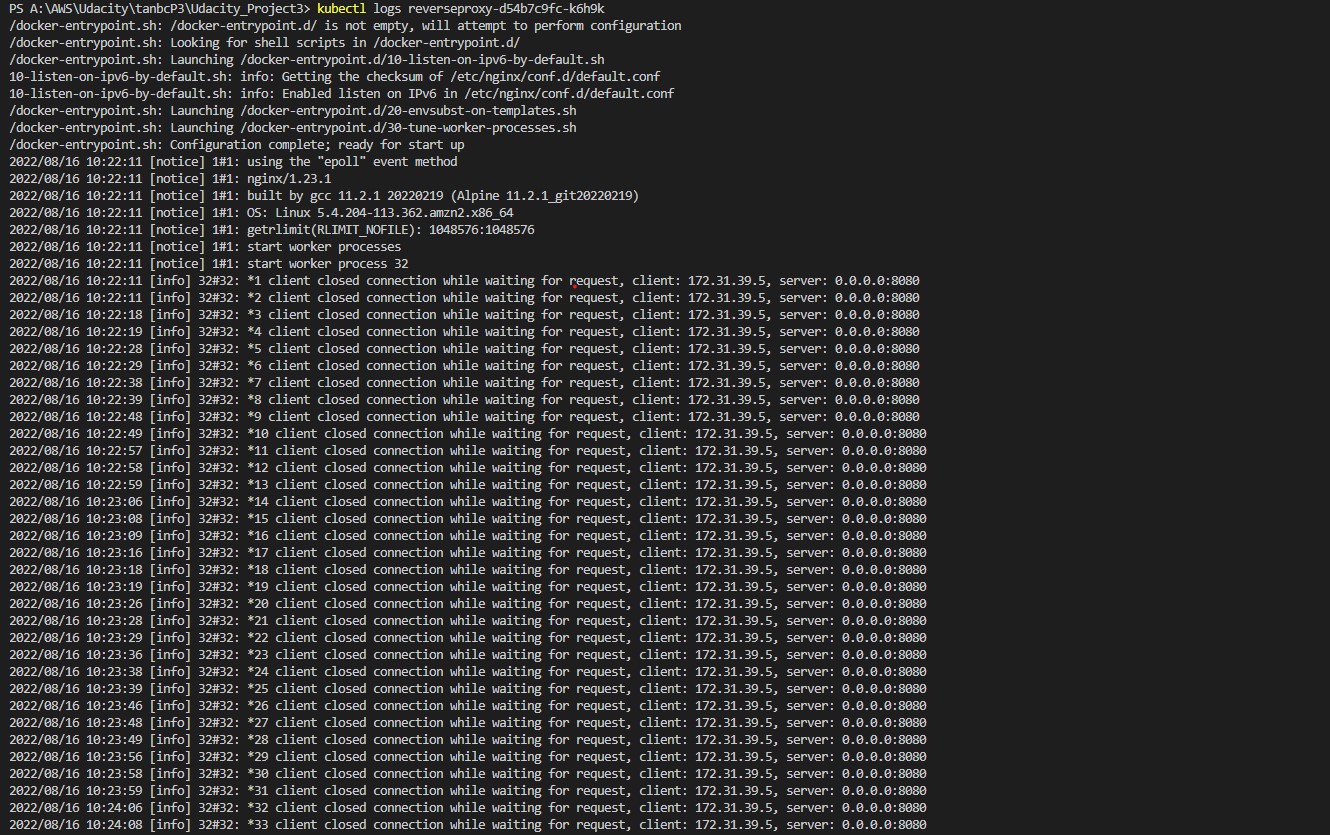 PS A:\AWS\Udacity\tanbcP3\Udacity_Project3> kubectl logs reverseproxy-d54b7c9fc-k6h9k
/docker-entrypoint.sh: /docker-entrypoint.d/ is not empty, will attempt to perform configuration
/docker-entrypoint.sh: Looking for shell scripts in /docker-entrypoint.d/
/docker-entrypoint.sh: Launching /docker-entrypoint.d/10-listen-on-ipv6-by-default.sh
10-listen-on-ipv6-by-default.sh: info: Getting the checksum of /etc/nginx/conf.d/default.conf
10-listen-on-ipv6-by-default.sh: info: Enabled listen on IPv6 in /etc/nginx/conf.d/default.conf
/docker-entrypoint.sh: Launching /docker-entrypoint.d/20-envsubst-on-templates.sh
/docker-entrypoint.sh: Launching /docker-entrypoint.d/30-tune-worker-processes.sh
/docker-entrypoint.sh: Configuration complete; ready for start up
2022/08/16 10:22:11 [notice] 1#1: using the "epoll" event method
2022/08/16 10:22:11 [notice] 1#1: nginx/1.23.1
2022/08/16 10:22:11 [notice] 1#1: built by gcc 11.2.1 20220219 (Alpine 11.2.1_git20220219)
2022/08/16 10:22:11 [notice] 1#1: OS: Linux 5.4.204-113.362.amzn2.x86_64
2022/08/16 10:22:11 [notice] 1#1: getrlimit(RLIMIT_NOFILE): 1048576:1048576
2022/08/16 10:22:11 [notice] 1#1: start worker processes
2022/08/16 10:22:11 [notice] 1#1: start worker process 32
2022/08/16 10:22:11 [info] 32#32: *1 client closed connection while waiting for request, client: 172.31.39.5, server: 0.0.0.0:8080
2022/08/16 10:22:11 [info] 32#32: *2 client closed connection while waiting for request, client: 172.31.39.5, server: 0.0.0.0:8080
2022/08/16 10:22:18 [info] 32#32: *3 client closed connection while waiting for request, client: 172.31.39.5, server: 0.0.0.0:8080
2022/08/16 10:22:19 [info] 32#32: *4 client closed connection while waiting for request, client: 172.31.39.5, server: 0.0.0.0:8080
2022/08/16 10:22:28 [info] 32#32: *5 client closed connection while waiting for request, client: 172.31.39.5, server: 0.0.0.0:8080
2022/08/16 10:22:29 [info] 32#32: *6 client closed connection while waiting for request, client: 172.31.39.5, server: 0.0.0.0:8080
2022/08/16 10:22:38 [info] 32#32: *7 client closed connection while waiting for request, client: 172.31.39.5, server: 0.0.0.0:8080
2022/08/16 10:22:39 [info] 32#32: *8 client closed connection while waiting for request, client: 172.31.39.5, server: 0.0.0.0:8080
2022/08/16 10:22:48 [info] 32#32: *9 client closed connection while waiting for request, client: 172.31.39.5, server: 0.0.0.0:8080
2022/08/16 10:22:49 [info] 32#32: *10 client closed connection while waiting for request, client: 172.31.39.5, server: 0.0.0.0:8080
2022/08/16 10:22:57 [info] 32#32: *11 client closed connection while waiting for request, client: 172.31.39.5, server: 0.0.0.0:8080
2022/08/16 10:22:58 [info] 32#32: *12 client closed connection while waiting for request, client: 172.31.39.5, server: 0.0.0.0:8080
2022/08/16 10:22:59 [info] 32#32: *13 client closed connection while waiting for request, client: 172.31.39.5, server: 0.0.0.0:8080
2022/08/16 10:23:06 [info] 32#32: *14 client closed connection while waiting for request, client: 172.31.39.5, server: 0.0.0.0:8080
2022/08/16 10:23:08 [info] 32#32: *15 client closed connection while waiting for request, client: 172.31.39.5, server: 0.0.0.0:8080
2022/08/16 10:23:09 [info] 32#32: *16 client closed connection while waiting for request, client: 172.31.39.5, server: 0.0.0.0:8080
2022/08/16 10:23:16 [info] 32#32: *17 client closed connection while waiting for request, client: 172.31.39.5, server: 0.0.0.0:8080
2022/08/16 10:23:18 [info] 32#32: *18 client closed connection while waiting for request, client: 172.31.39.5, server: 0.0.0.0:8080
2022/08/16 10:23:19 [info] 32#32: *19 client closed connection while waiting for request, client: 172.31.39.5, server: 0.0.0.0:8080
2022/08/16 10:23:26 [info] 32#32: *20 client closed connection while waiting for request, client: 172.31.39.5, server: 0.0.0.0:8080
2022/08/16 10:23:28 [info] 32#32: *21 client closed connection while waiting for request, client: 172.31.39.5, server: 0.0.0.0:8080
2022/08/16 10:23:29 [info] 32#32: *22 client closed connection while waiting for request, client: 172.31.39.5, server: 0.0.0.0:8080
2022/08/16 10:23:36 [info] 32#32: *23 client closed connection while waiting for request, client: 172.31.39.5, server: 0.0.0.0:8080
2022/08/16 10:23:38 [info] 32#32: *24 client closed connection while waiting for request, client: 172.31.39.5, server: 0.0.0.0:8080
2022/08/16 10:23:39 [info] 32#32: *25 client closed connection while waiting for request, client: 172.31.39.5, server: 0.0.0.0:8080
2022/08/16 10:23:46 [info] 32#32: *26 client closed connection while waiting for request, client: 172.31.39.5, server: 0.0.0.0:8080
2022/08/16 10:23:48 [info] 32#32: *27 client closed connection while waiting for request, client: 172.31.39.5, server: 0.0.0.0:8080
2022/08/16 10:23:49 [info] 32#32: *28 client closed connection while waiting for request, client: 172.31.39.5, server: 0.0.0.0:8080
2022/08/16 10:23:56 [info] 32#32: *29 client closed connection while waiting for request, client: 172.31.39.5, server: 0.0.0.0:8080
2022/08/16 10:23:58 [info] 32#32: *30 client closed connection while waiting for request, client: 172.31.39.5, server: 0.0.0.0:8080
2022/08/16 10:23:59 [info] 32#32: *31 client closed connection while waiting for request, client: 172.31.39.5, server: 0.0.0.0:8080
2022/08/16 10:24:06 [info] 32#32: *32 client closed connection while waiting for request, client: 172.31.39.5, server: 0.0.0.0:8080
2022/08/16 10:24:08 [info] 32#32: *33 client closed connection while waiting for request, client: 172.31.39.5, server: 0.0.0.0:8080